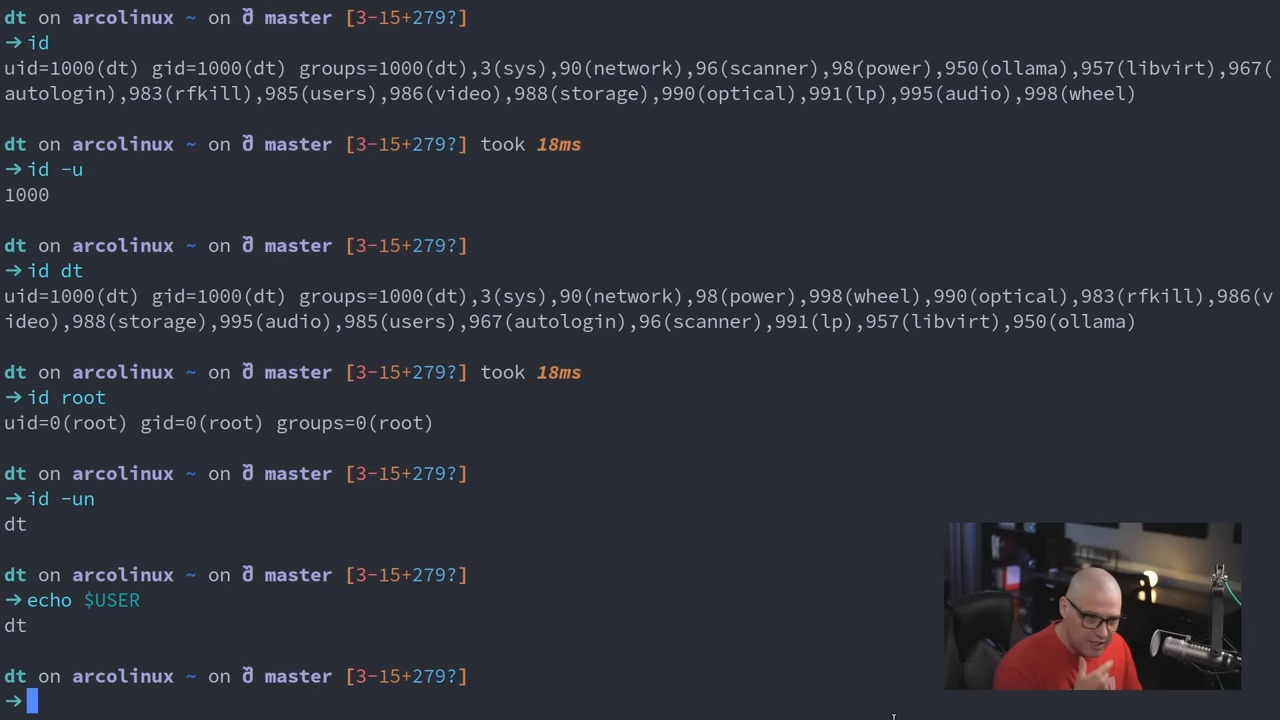 dt on arcolinux ~ on ð master [3-15+279?]
→id
uid=1000(dt) gid=1000(dt) groups=1000(dt),3(sys),90(network),96(scanner),98(power),950(ollama),957(libvirt),967(
autologin),983(rfkill),985(users),986(video),988(storage),990(optical),991(lp),995(audio),998(wheel)
dt on arcolinux ~ on ð master [3-15+279?] took 18ms
→id -u
1000
dt on arcolinux ~ on ð master [3-15+279?]
→id dt
uid=1000(dt) gid=1000(dt) groups=1000(dt),3(sys),90(network),98(power),998(wheel),990(optical),983(rfkill),986(v
ideo),988(storage),995(audio),985(users),967(autologin),96(scanner),991(lp),957(libvirt),950(ollama)
dt on arcolinux ~ on ð master [3-15+279?] took 18ms
→id root
uid=0(root) gid=0(root) groups=0(root)
dt on arcolinux ~ on ð master [3-15+279?]
→id -un
dt
dt on arcolinux ~ on ð master [3-15+279?]
→echo $USER
dt
dt on arcolinux ~ on ð master [3-15+279?]
→